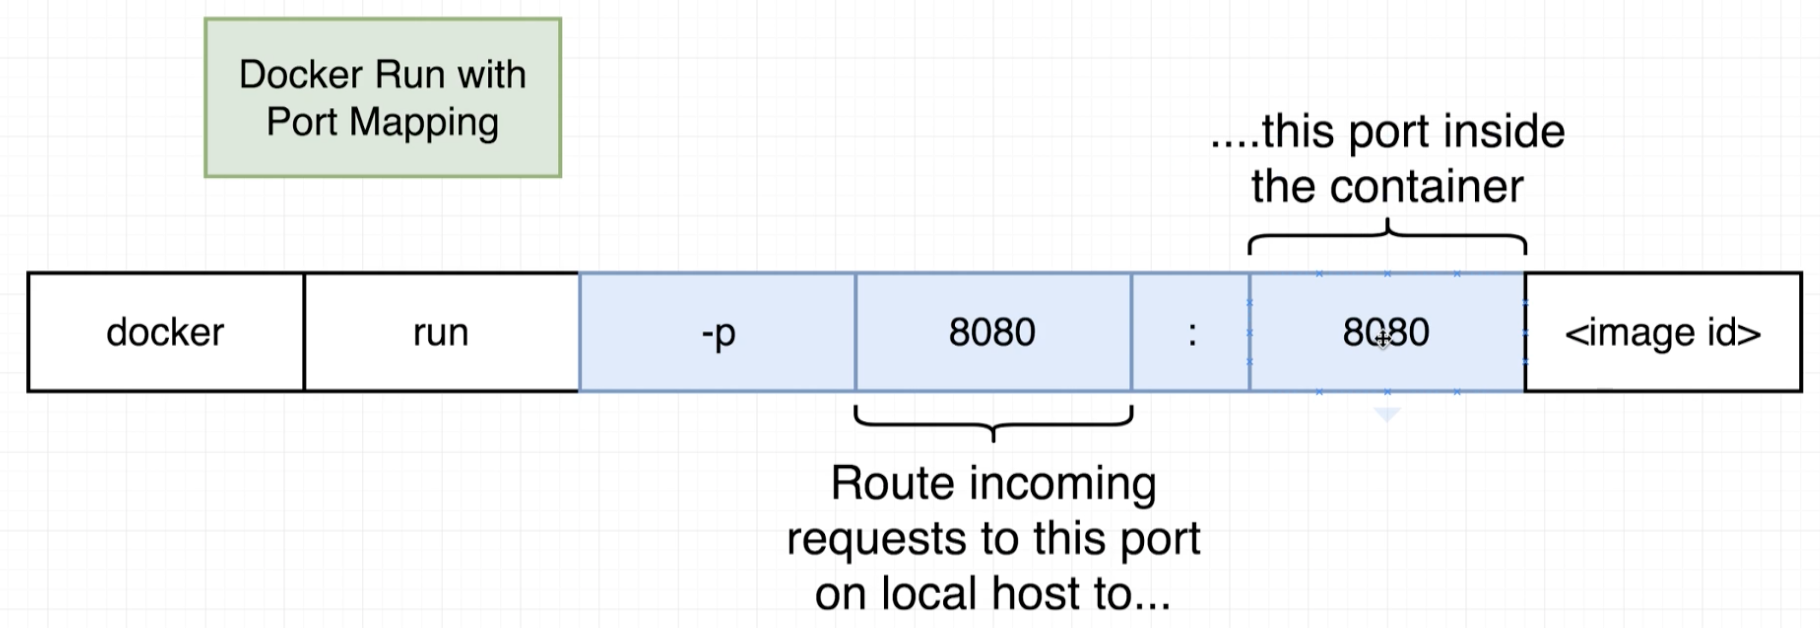 Docker Run with
Port Mapping
....this port inside
the container
docker run -p 8080 : 8080 <image id>
Route incoming
requests to this port
on local host to...